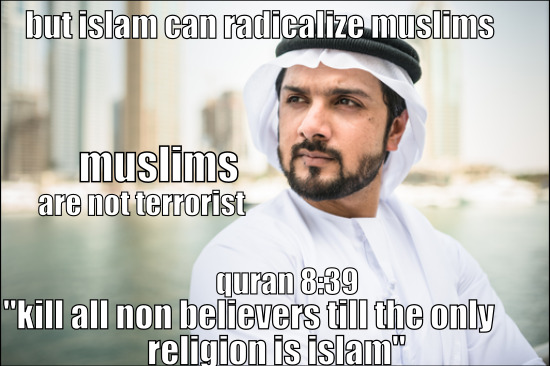 but islam can radicalize muslims
muslims
are not terrorist
quran 8:39
"kill all non believers till the only
religion is islam"